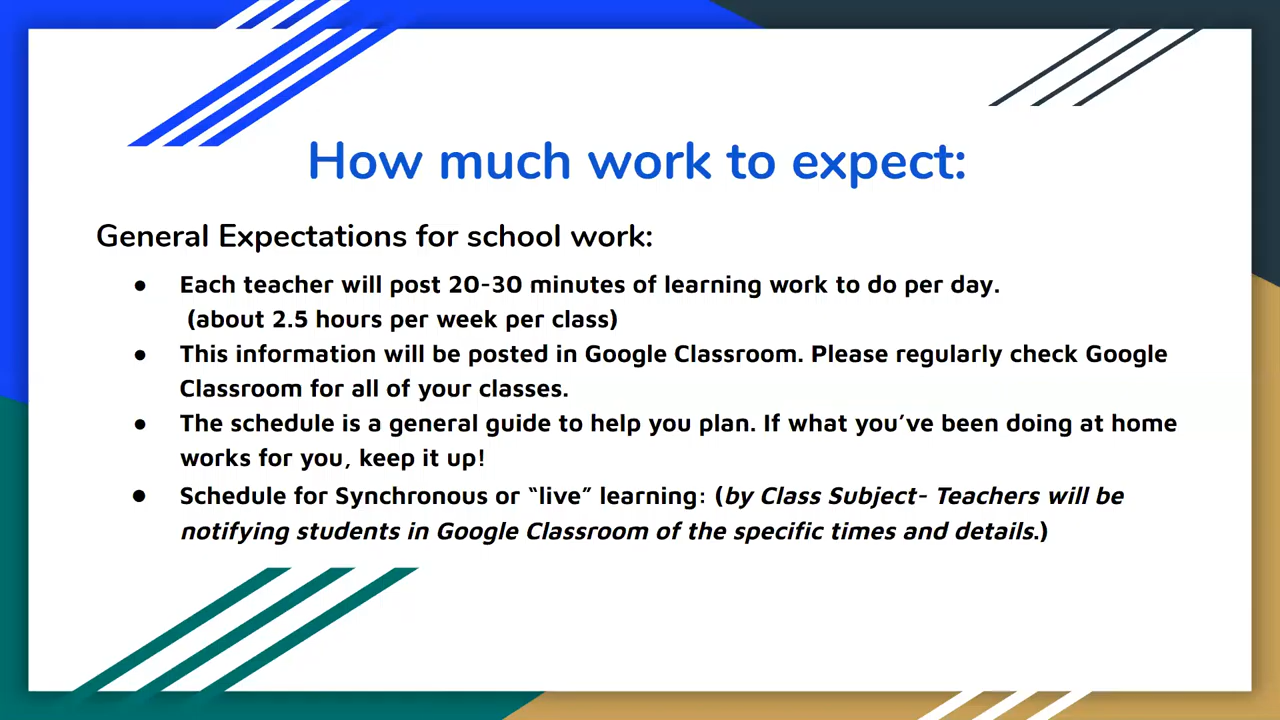 How much work to expect:
General Expectations for school work:
● Each teacher will post 20-30 minutes of learning work to do per day.
(about 2.5 hours per week per class)
● This information will be posted in Google Classroom. Please regularly check Google
Classroom for all of your classes.
● The schedule is a general guide to help you plan. If what you’ve been doing at home
works for you, keep it up!
● Schedule for Synchronous or “live” learning: (by Class Subject- Teachers will be
notifying students in Google Classroom of the specific times and details.)